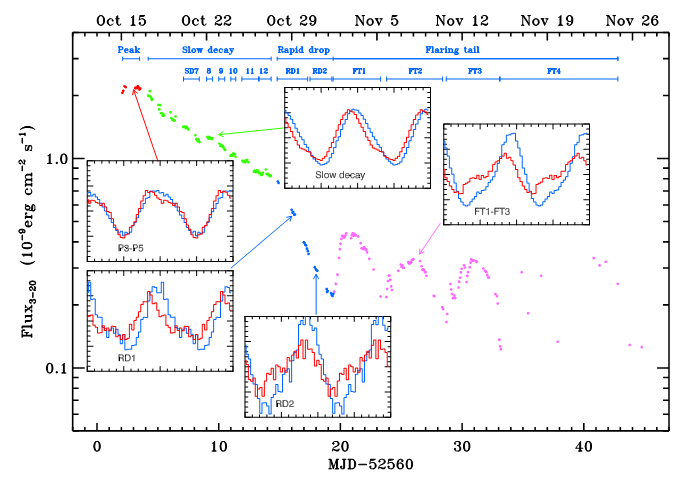 Oct 15 Oct 22 Oct 29 Nov 5 Nov 12 Nov 19 Nov 26
Peak Slow decay Rapid drop Flaring tail
SD7 8 9 10 11 12 RD1 RD2 FT1 FT2 FT3 FT4
Slow decay
FT1-FT3
P3-P5
RD1
RD2
1.0
0.1
Flux3-20 (10-9erg cm-2 s-1)
0 10 20 30 40
MJD-52560